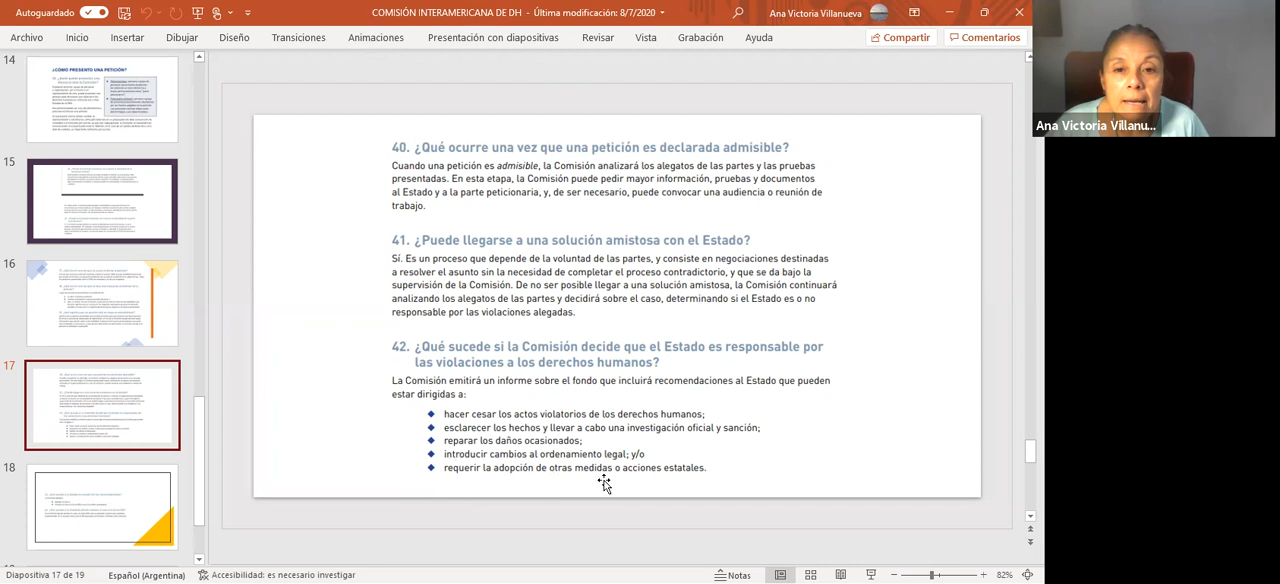 Autoguardado
COMISIÓN INTERAMERICANA DE DH - Última modificación: 8/7/2020
Ana Victoria Villanueva
Archivo Inicio Insertar Dibujar Diseño Transiciones Animaciones Presentación con diapositivas Revisar Vista Grabación Ayuda Compartir Comentarios
14
¿CÓMO PRESENTO UNA PETICIÓN?
15
16
17
18
40. ¿Qué ocurre una vez que una petición es declarada admisible?
Cuando una petición es admisible, la Comisión analizará los alegatos de las partes y las pruebas
presentadas. En esta etapa, la Comisión puede pedir mayor información, pruebas y documentos
al Estado y a la parte peticionaria, y, de ser necesario, puede convocar una audiencia o reunión de
trabajo.
41. ¿Puede llegarse a una solución amistosa con el Estado?
Sí. Es un proceso que depende de la voluntad de las partes, y consiste en negociaciones destinadas
a resolver el asunto sin la necesidad de completar el proceso contradictorio, y que se da bajo la
supervisión de la Comisión. De no ser posible llegar a una solución amistosa, la Comisión continuará
analizando los alegatos de las partes y decidirá sobre el caso, determinando si el Estado es o no
responsable por las violaciones alegadas.
42. ¿Qué sucede si la Comisión decide que el Estado es responsable por
las violaciones a los derechos humanos?
La Comisión emitirá un informe sobre el fondo que incluirá recomendaciones al Estado que pueden
estar dirigidas a:
hacer cesar los actos violatorios de los derechos humanos;
esclarecer los hechos y llevar a cabo una investigación oficial y sanción;
reparar los daños ocasionados;
introducir cambios al ordenamiento legal; y/o
requerir la adopción de otras medidas o acciones estatales.
Ana Victoria Villanu...
Diapositiva 17 de 19 Español (Argentina) Accesibilidad: es necesario investigar Notas 82%